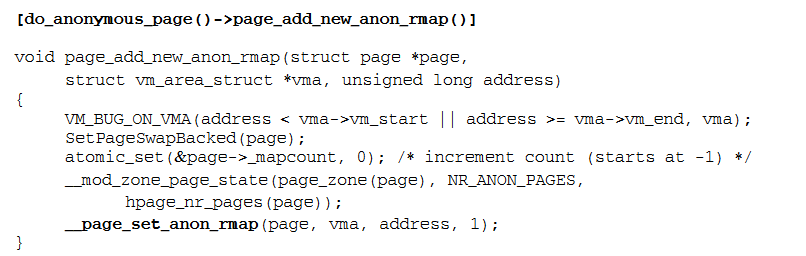 [do_anonymous_page()->page_add_new_anon_rmap()]
void page_add_new_anon_rmap(struct page *page,
struct vm_area_struct *vma, unsigned long address)
{
VM_BUG_ON_VMA(address < vma->vm_start || address >= vma->vm_end, vma);
SetPageSwapBacked(page);
atomic_set(&page->_mapcount, 0); /* increment count (starts at -1) */
__mod_zone_page_state(page_zone(page), NR_ANON_PAGES,
hpage_nr_pages(page));
__page_set_anon_rmap(page, vma, address, 1);
}